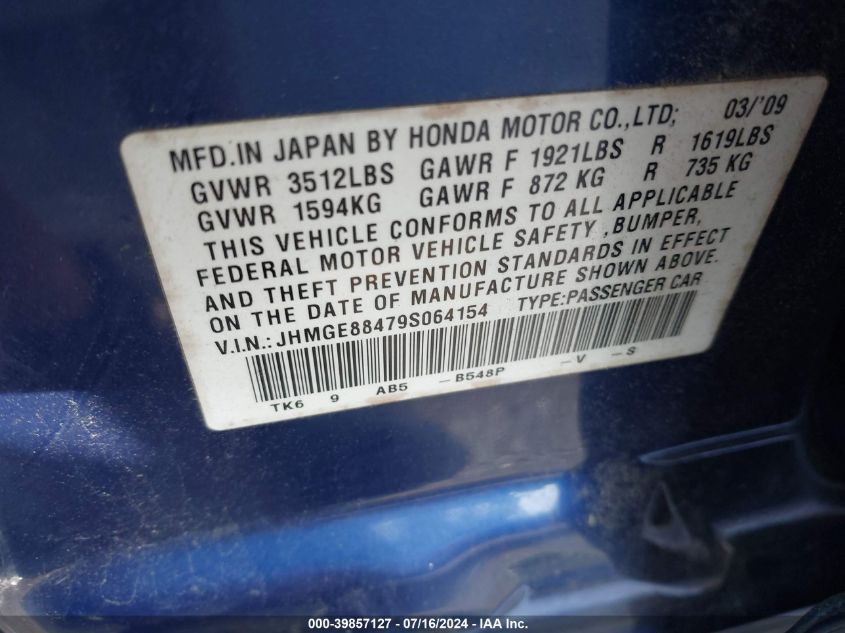 MFD.IN JAPAN BY HONDA MOTOR CO.,LTD; 03/'09
GVWR 3512LBS GAWR F 1921LBS R 1619LBS
GVWR 1594KG GAWR F 872 KG R 735 KG
THIS VEHICLE CONFORMS TO ALL APPLICABLE
FEDERAL MOTOR VEHICLE SAFETY ,BUMPER,
AND THEFT PREVENTION STANDARDS IN EFFECT
ON THE DATE OF MANUFACTURE SHOWN ABOVE.
V.I.N.: JHMGE88479S064154 TYPE:PASSENGER CAR
TK6 9 AB5 -B548P -V -S
000-39857127 - 07/16/2024 - IAA Inc.